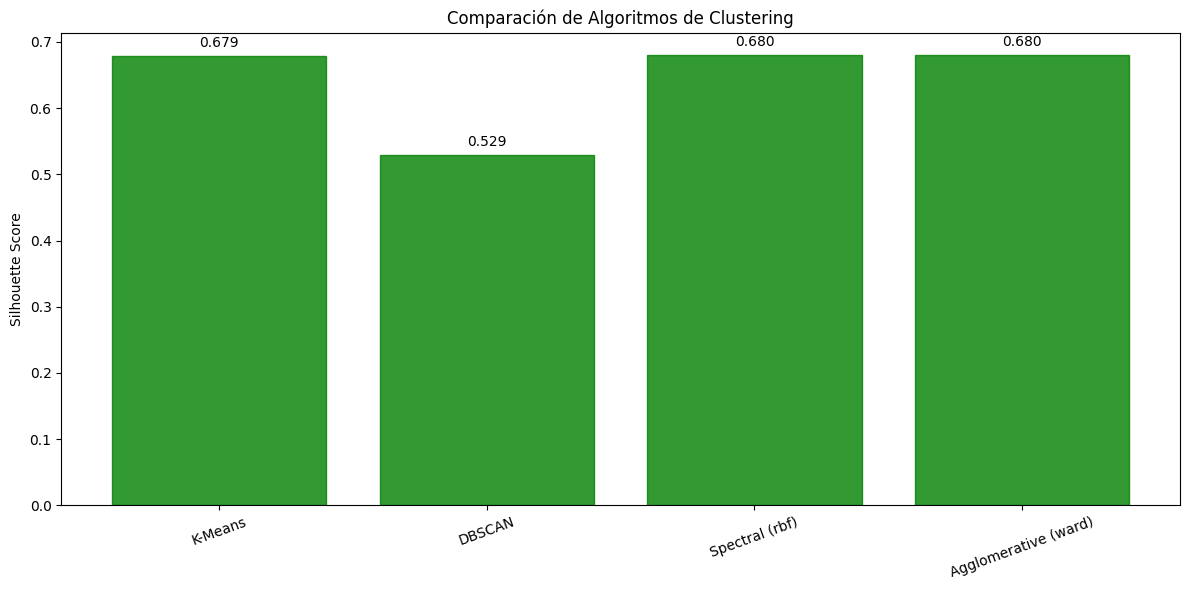 Comparación de Algoritmos de Clustering
Silhouette Score
0.7
0.6
0.5
0.4
0.3
0.2
0.1
0.0
0.679
0.529
0.680
0.680
K-Means
DBSCAN
Spectral (rbf)
Agglomerative (ward)